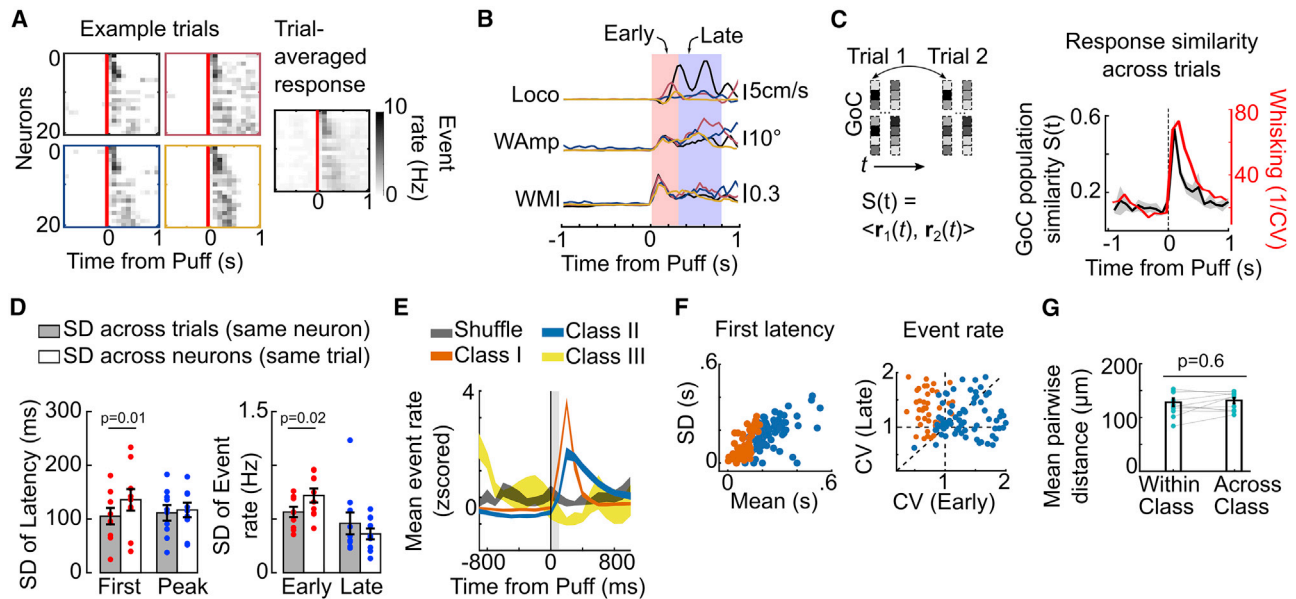 A
Example trials
Trial-
averaged
response
Neurons
0
20
0
20
0
1
0
1
Time from Puff (s)
10
0
Event
rate (Hz)
0
1
B
Early
Late
Loco
5cm/s
WAmp
10°
WMI
0.3
-1
0
1
Time from Puff (s)
C
Trial 1
Trial 2
GoC
t
S(t) =
<r1(t), r2(t)>
Response similarity
across trials
GoC population
similarity S(t)
0.6
0.2
80
40
Whisking (1/CV)
-1
0
1
Time from Puff (s)
D
SD across trials (same neuron)
SD across neurons (same trial)
SD of Latency (ms)
300
200
100
0
p=0.01
First
Peak
SD of Event
rate (Hz)
1.5
0
p=0.02
Early
Late
E
Shuffle
Class II
Class I
Class III
Mean event rate
(zscored)
4
0
-800
0
800
Time from Puff (ms)
F
First latency
SD (s)
.6
0
0
.6
Mean (s)
Event rate
CV (Late)
2
1
0
0
1
2
CV (Early)
G
p=0.6
Mean pairwise
distance (µm)
200
100
0
Within
Class
Across
Class